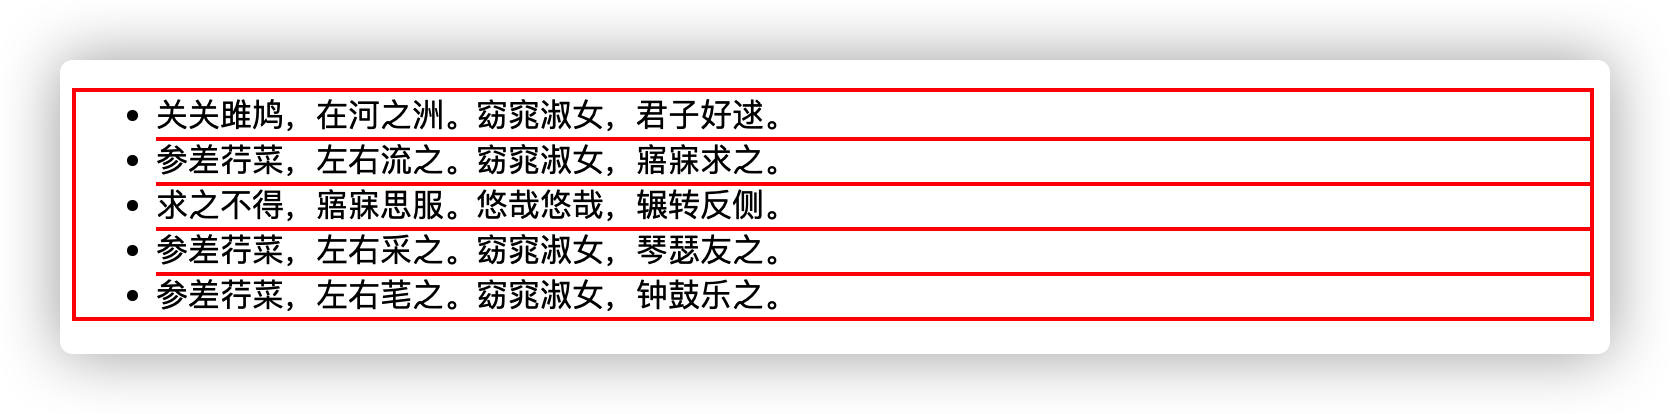 关关雎鸠，在河之洲。窈窕淑女，君子好逑。
参差荇菜，左右流之。窈窕淑女，寤寐求之。
求之不得，寤寐思服。悠哉悠哉，辗转反侧。
参差荇菜，左右采之。窈窕淑女，琴瑟友之。
参差荇菜，左右芼之。窈窕淑女，钟鼓乐之。